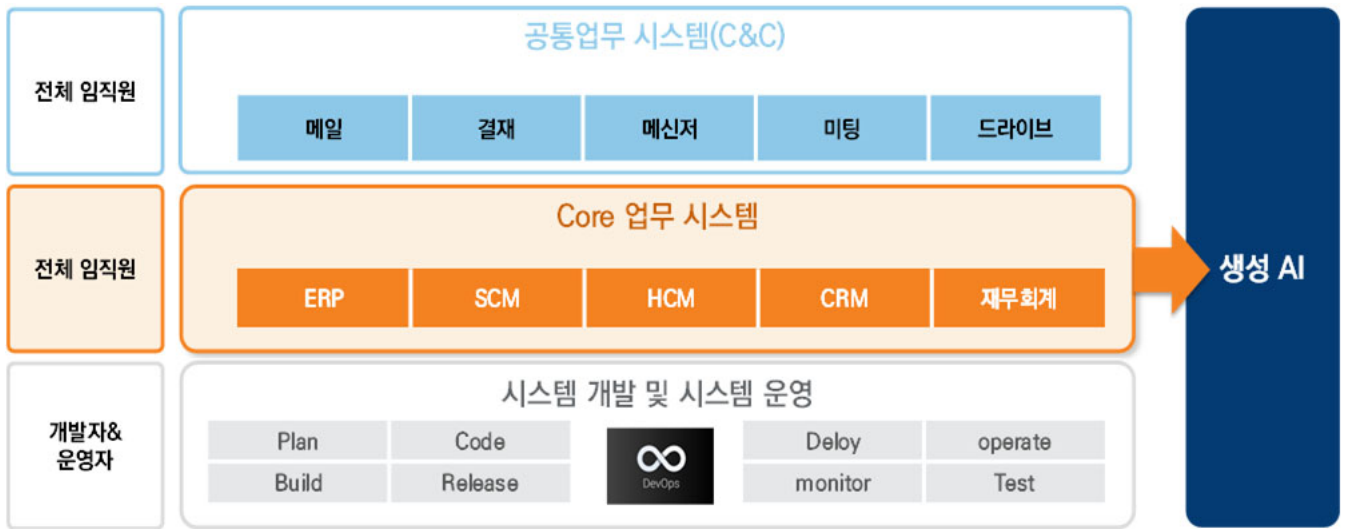 공통업무 시스템(C&C)
전체 임직원
메일 결재 메신저 미팅 드라이브
Core 업무 시스템
전체 임직원
ERP SCM HCM CRM 재무회계
생성 AI
시스템 개발 및 시스템 운영
개발자&
운영자
Plan Code Deloy operate
DevOps
Build Release monitor Test